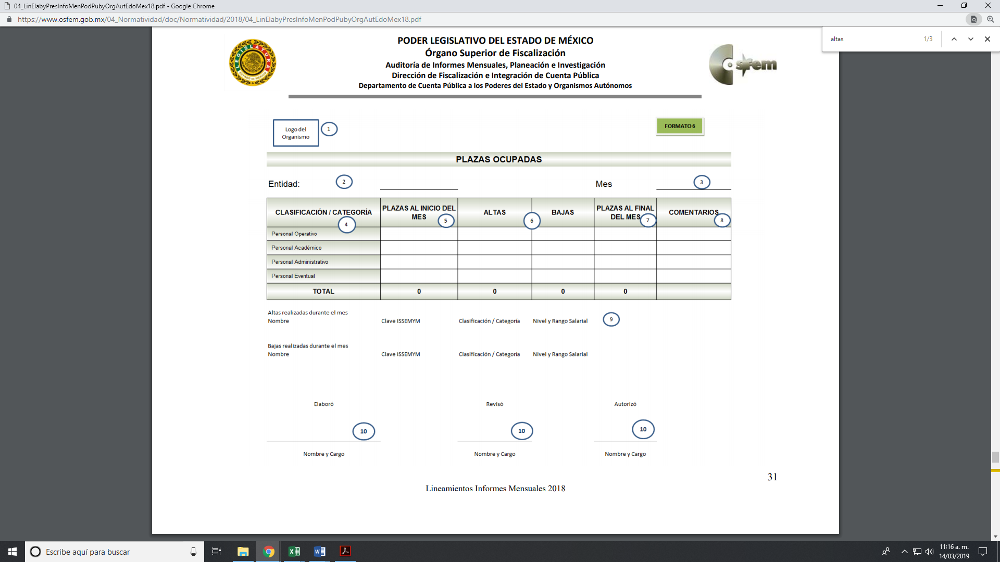 04_LinElabyPresInfoMenPodPubyOrgAutEdoMex18.pdf - Google Chrome
https://www.osfem.gob.mx/04_Normatividad/doc/Normatividad/2018/04_LinElabyPresInfoMenPodPubyOrgAutEdoMex18.pdf
altas 1/3
PODER LEGISLATIVO DEL ESTADO DE MÉXICO
Órgano Superior de Fiscalización
Auditoría de Informes Mensuales, Planeación e Investigación
Dirección de Fiscalización e Integración de Cuenta Pública
Departamento de Cuenta Pública a los Poderes del Estado y Organismos Autónomos
LEGISLATURA
ESTADO DE MÉXICO
Osfem
Logo del
Organismo
1
FORMATO 6
PLAZAS OCUPADAS
Entidad: 2 Mes 3
CLASIFICACIÓN / CATEGORÍA 4 PLAZAS AL INICIO DEL MES 5 ALTAS 6 BAJAS PLAZAS AL FINAL DEL MES 7 COMENTARIOS 8
Personal Operativo
Personal Académico
Personal Administrativo
Personal Eventual
TOTAL 0 0 0 0
Altas realizadas durante el mes
Nombre Clave ISSEMYM Clasificación / Categoría Nivel y Rango Salarial 9
Bajas realizadas durante el mes
Nombre Clave ISSEMYM Clasificación / Categoría Nivel y Rango Salarial
Elaboró Revisó Autorizó
10 10 10
Nombre y Cargo Nombre y Cargo Nombre y Cargo
31
Lineamientos Informes Mensuales 2018
Escribe aquí para buscar
11:16 a. m.
14/03/2019